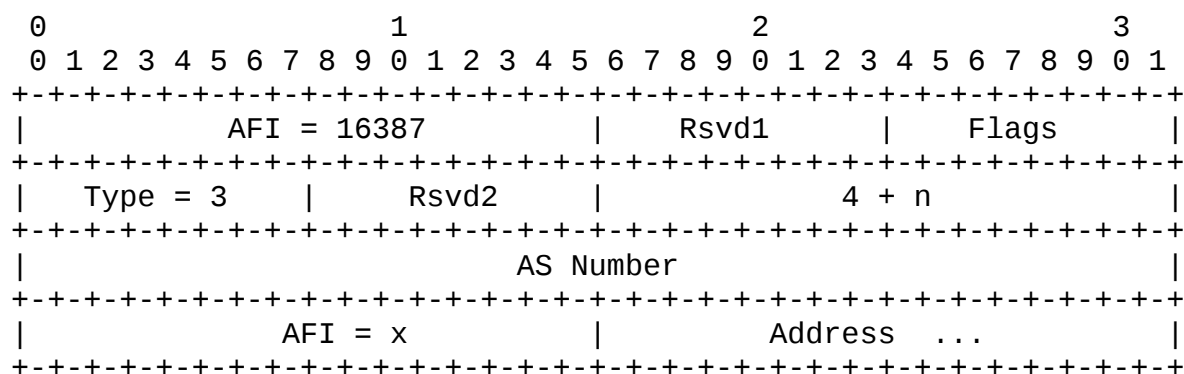 0                   1                   2                   3
 0 1 2 3 4 5 6 7 8 9 0 1 2 3 4 5 6 7 8 9 0 1 2 3 4 5 6 7 8 9 0 1
+-+-+-+-+-+-+-+-+-+-+-+-+-+-+-+-+-+-+-+-+-+-+-+-+-+-+-+-+-+-+-+-+
|           AFI = 16387         |     Rsvd1     |     Flags     |
+-+-+-+-+-+-+-+-+-+-+-+-+-+-+-+-+-+-+-+-+-+-+-+-+-+-+-+-+-+-+-+-+
|   Type = 3    |     Rsvd2     |             4 + n             |
+-+-+-+-+-+-+-+-+-+-+-+-+-+-+-+-+-+-+-+-+-+-+-+-+-+-+-+-+-+-+-+-+
|                           AS Number                           |
+-+-+-+-+-+-+-+-+-+-+-+-+-+-+-+-+-+-+-+-+-+-+-+-+-+-+-+-+-+-+-+-+
|              AFI = x          |         Address  ...          |
+-+-+-+-+-+-+-+-+-+-+-+-+-+-+-+-+-+-+-+-+-+-+-+-+-+-+-+-+-+-+-+-+